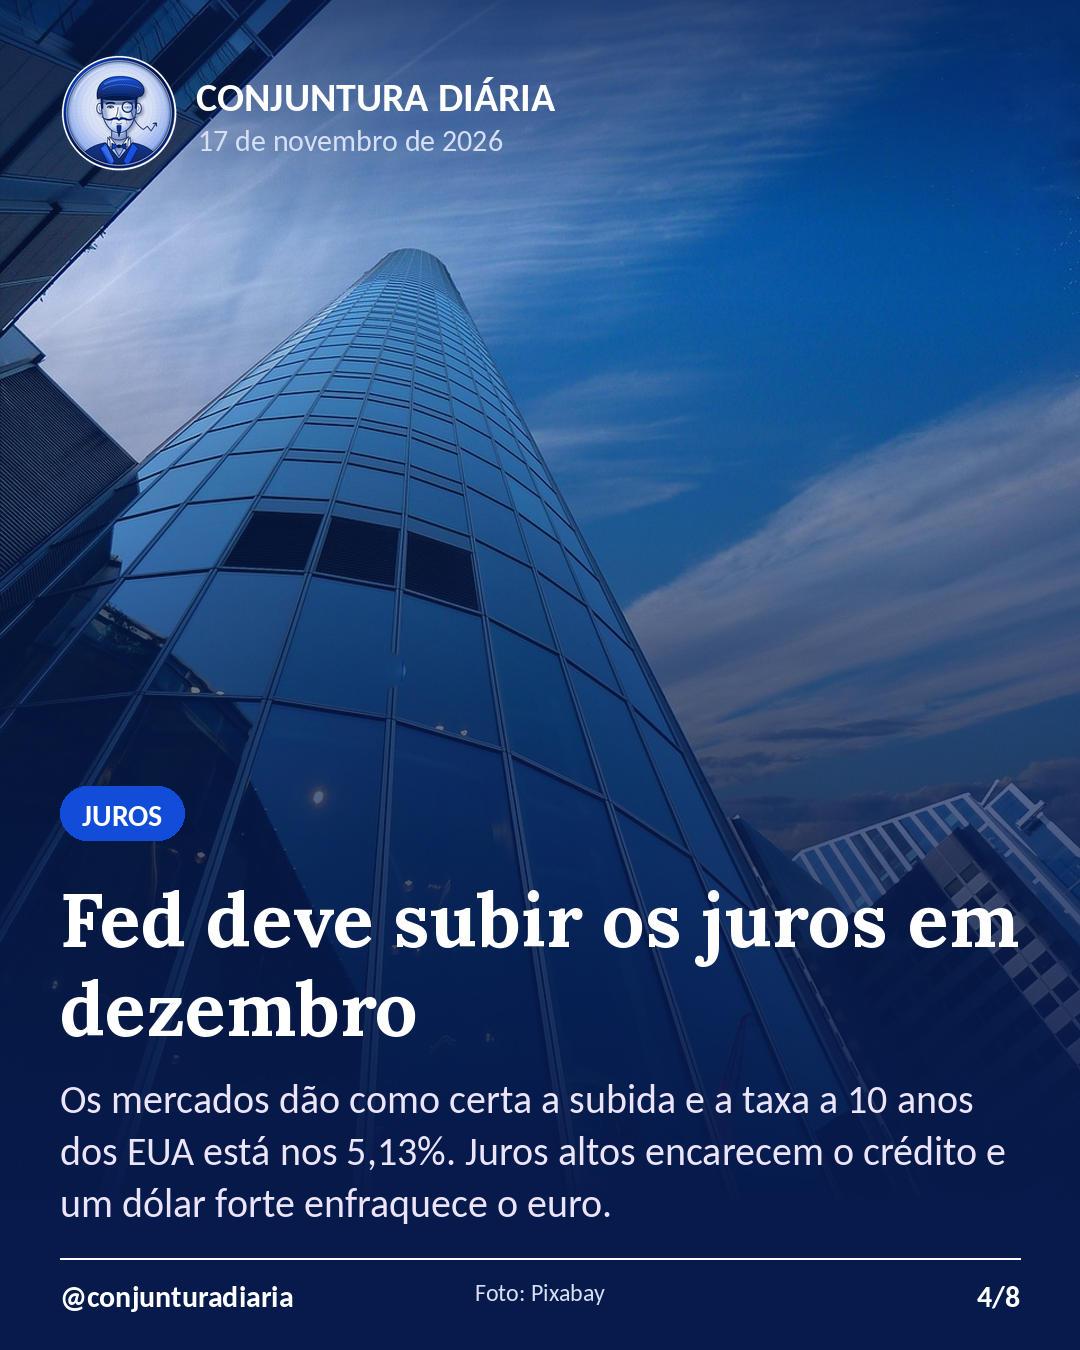 CONJUNTURA DIÁRIA
17 de novembro de 2026
JUROS
Fed deve subir os juros em
dezembro
Os mercados dão como certa a subida e a taxa a 10 anos
dos EUA está nos 5,13%. Juros altos encarecem o crédito e
um dólar forte enfraquece o euro.
@conjunturadiaria
Foto: Pixabay
4/8